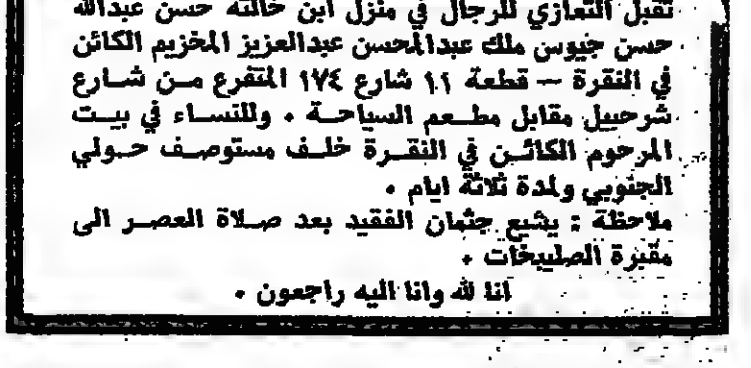 تقبل التعازي للرجال في منزل ابن خالته حسن عبدالله
حسن جيوس ملك عبدالمحسن عبدالعزيز المخزيم الكائن
في النقرة — قطعة ١١ شارع ١٧٤ المتفرع من شارع
شرحبيل مقابل مطعم السياحة . وللنساء في بيت
المرحوم الكائن في النقرة خلف مستوصف حولي
الجنوبي ولمدة ثلاثة ايام .
ملاحظة : يشيع جثمان الفقيد بعد صلاة العصر الى
مقبرة الصليبخات .
انا لله وانا اليه راجعون .